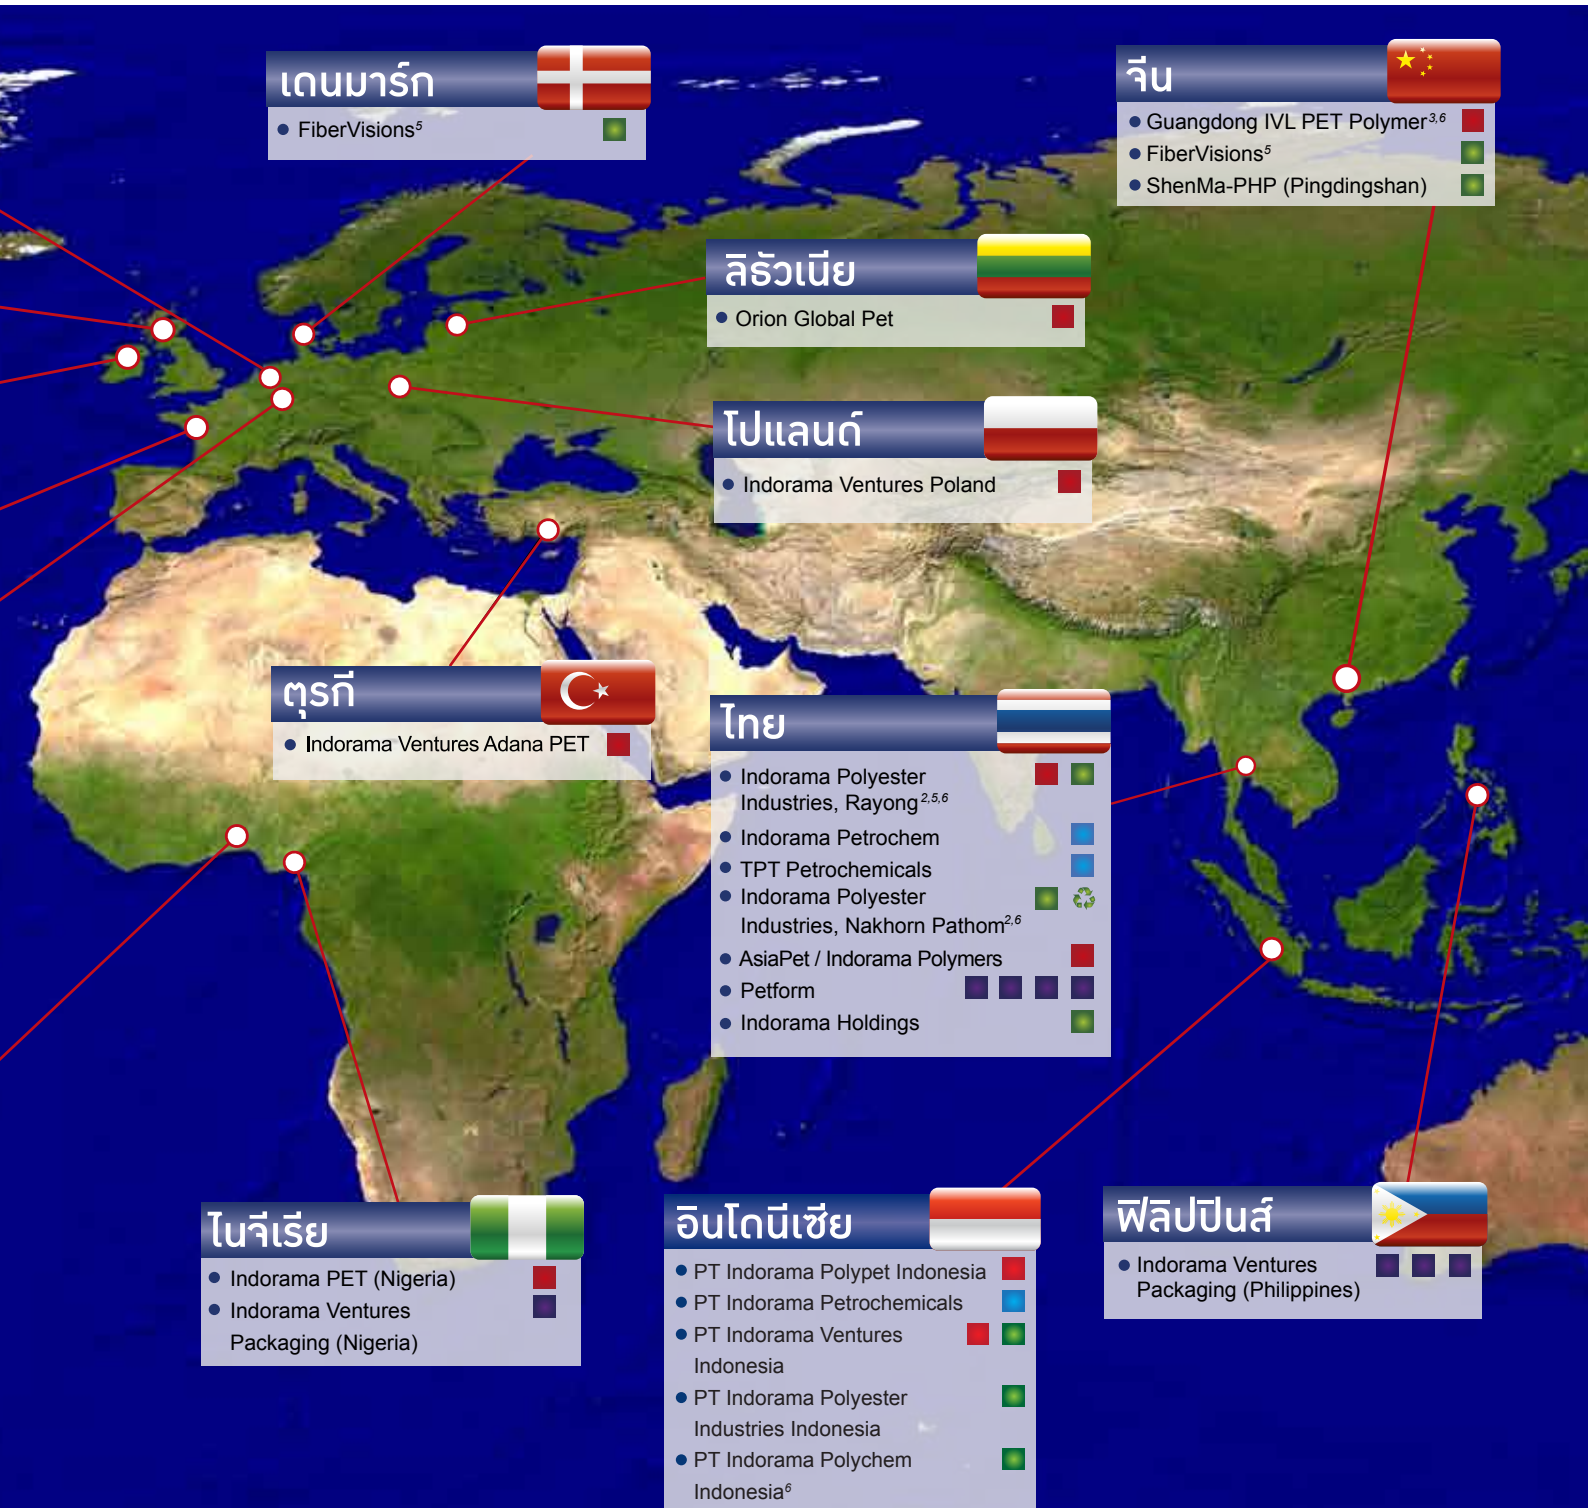 เดนมาร์ก
• FiberVisions⁵
จีน
• Guangdong IVL PET Polymer³,⁶
• FiberVisions⁵
• ShenMa-PHP (Pingdingshan)
ลิธัวเนีย
• Orion Global Pet
โปแลนด์
• Indorama Ventures Poland
ตุรกี
• Indorama Ventures Adana PET
ไทย
• Indorama Polyester
Industries, Rayong²,⁵,⁶
• Indorama Petrochem
• TPT Petrochemicals
• Indorama Polyester
Industries, Nakhorn Pathom²,⁶
• AsiaPet / Indorama Polymers
• Petform
• Indorama Holdings
ไนจีเรีย
• Indorama PET (Nigeria)
• Indorama Ventures
Packaging (Nigeria)
อินโดนีเซีย
• PT Indorama Polypet Indonesia
• PT Indorama Petrochemicals
• PT Indorama Ventures
Indonesia
• PT Indorama Polyester
Industries Indonesia
• PT Indorama Polychem
Indonesia⁶
ฟิลิปปินส์
• Indorama Ventures
Packaging (Philippines)